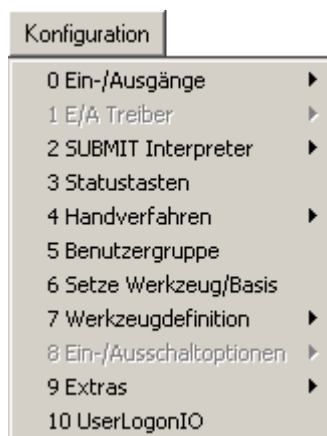 Konfiguration
0 Ein-/Ausgänge
1 E/A Treiber
2 SUBMIT Interpreter
3 Statustasten
4 Handverfahren
5 Benutzergruppe
6 Setze Werkzeug/Basis
7 Werkzeugdefinition
8 Ein-/Ausschaltoptionen
9 Extras
10 UserLogonIO